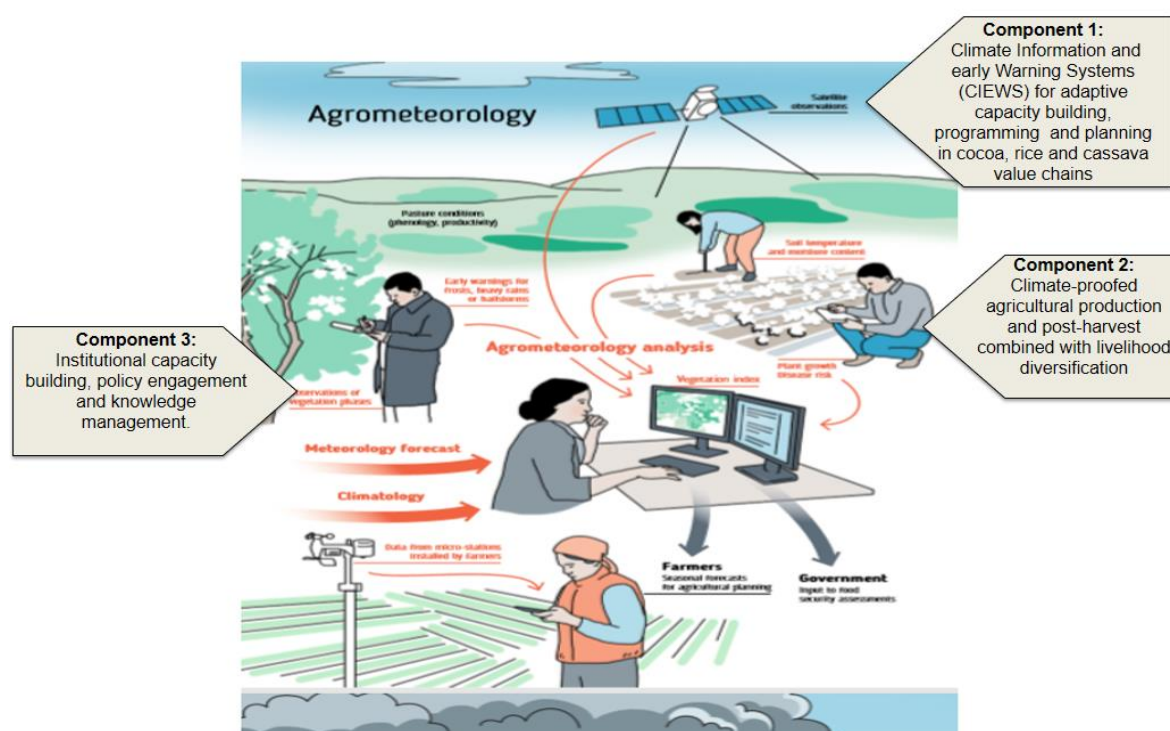 Component 1:
Climate Information and
early Warning Systems
(CIEWS) for adaptive
capacity building,
programming and planning
in cocoa, rice and cassava
value chains
Agrometeorology
Satellite
observations
Pasture conditions
(phenology, productivity)
Soil temperature
and moisture content
Component 2:
Climate-proofed
agricultural production
and post-harvest
combined with livelihood
diversification
Early warnings for
frosts, heavy rains
or hailstorms
Component 3:
Institutional capacity
building, policy engagement
and knowledge
management.
Agrometeorology analysis
Plant growth
Disease risk
Vegetation index
vegetation phases
Meteorology forecast
Climatology
Data from micro-stations
installed by farmers
Farmers
Seasonal forecasts
for agricultural planning
Government
Input to food
security assessments